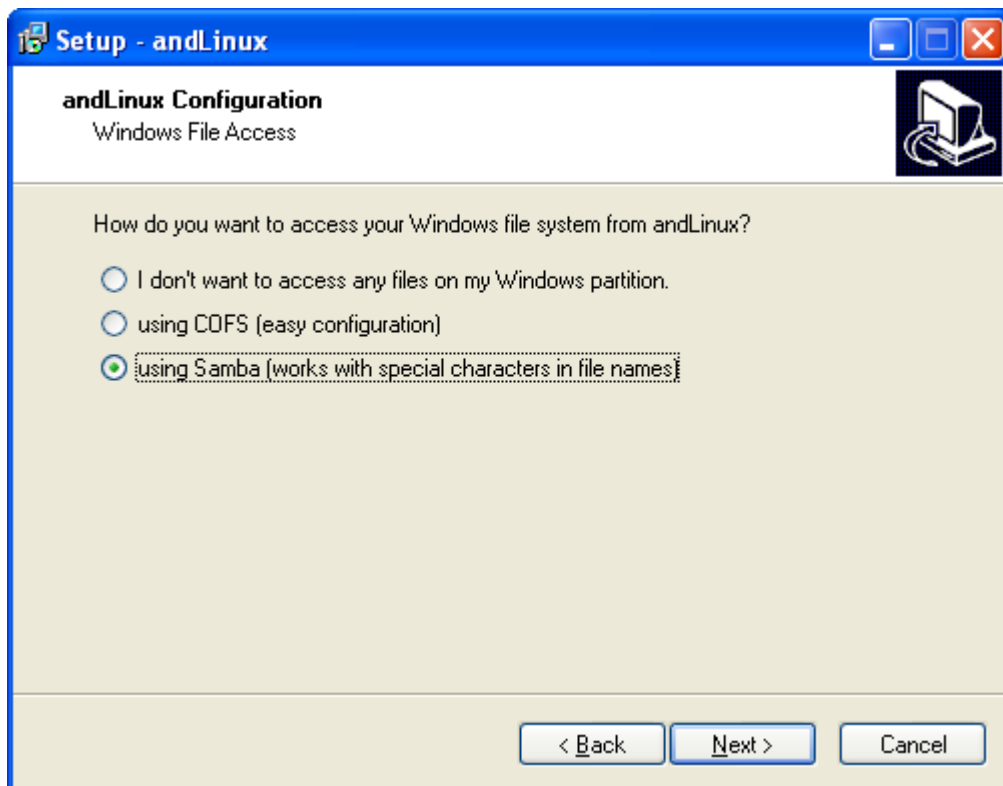 Setup - andLinux
andLinux Configuration
Windows File Access
How do you want to access your Windows file system from andLinux?
I don't want to access any files on my Windows partition.
using COFS (easy configuration)
using Samba (works with special characters in file names)
< Back
Next >
Cancel